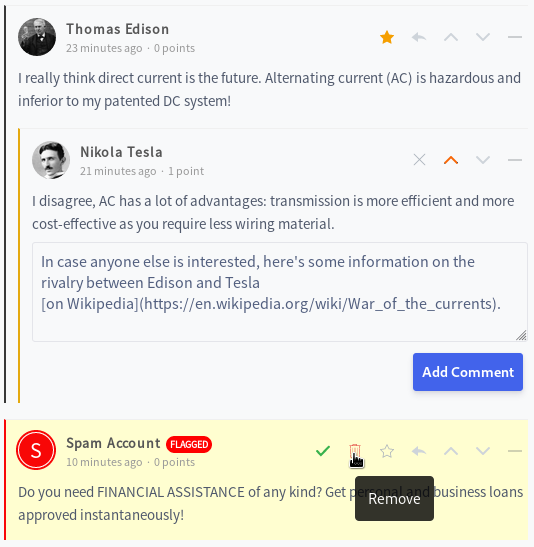 Thomas Edison
23 minutes ago · 0 points
I really think direct current is the future. Alternating current (AC) is hazardous and
inferior to my patented DC system!
Nikola Tesla
21 minutes ago · 1 point
I disagree, AC has a lot of advantages: transmission is more efficient and more
cost-effective as you require less wiring material.
In case anyone else is interested, here's some information on the
rivalry between Edison and Tesla
[on Wikipedia](https://en.wikipedia.org/wiki/War_of_the_currents).
Add Comment
S
Spam Account FLAGGED
10 minutes ago · 0 points
Do you need FINANCIAL ASSISTANCE of any kind? Get personal and business loans
approved instantaneously!
Remove